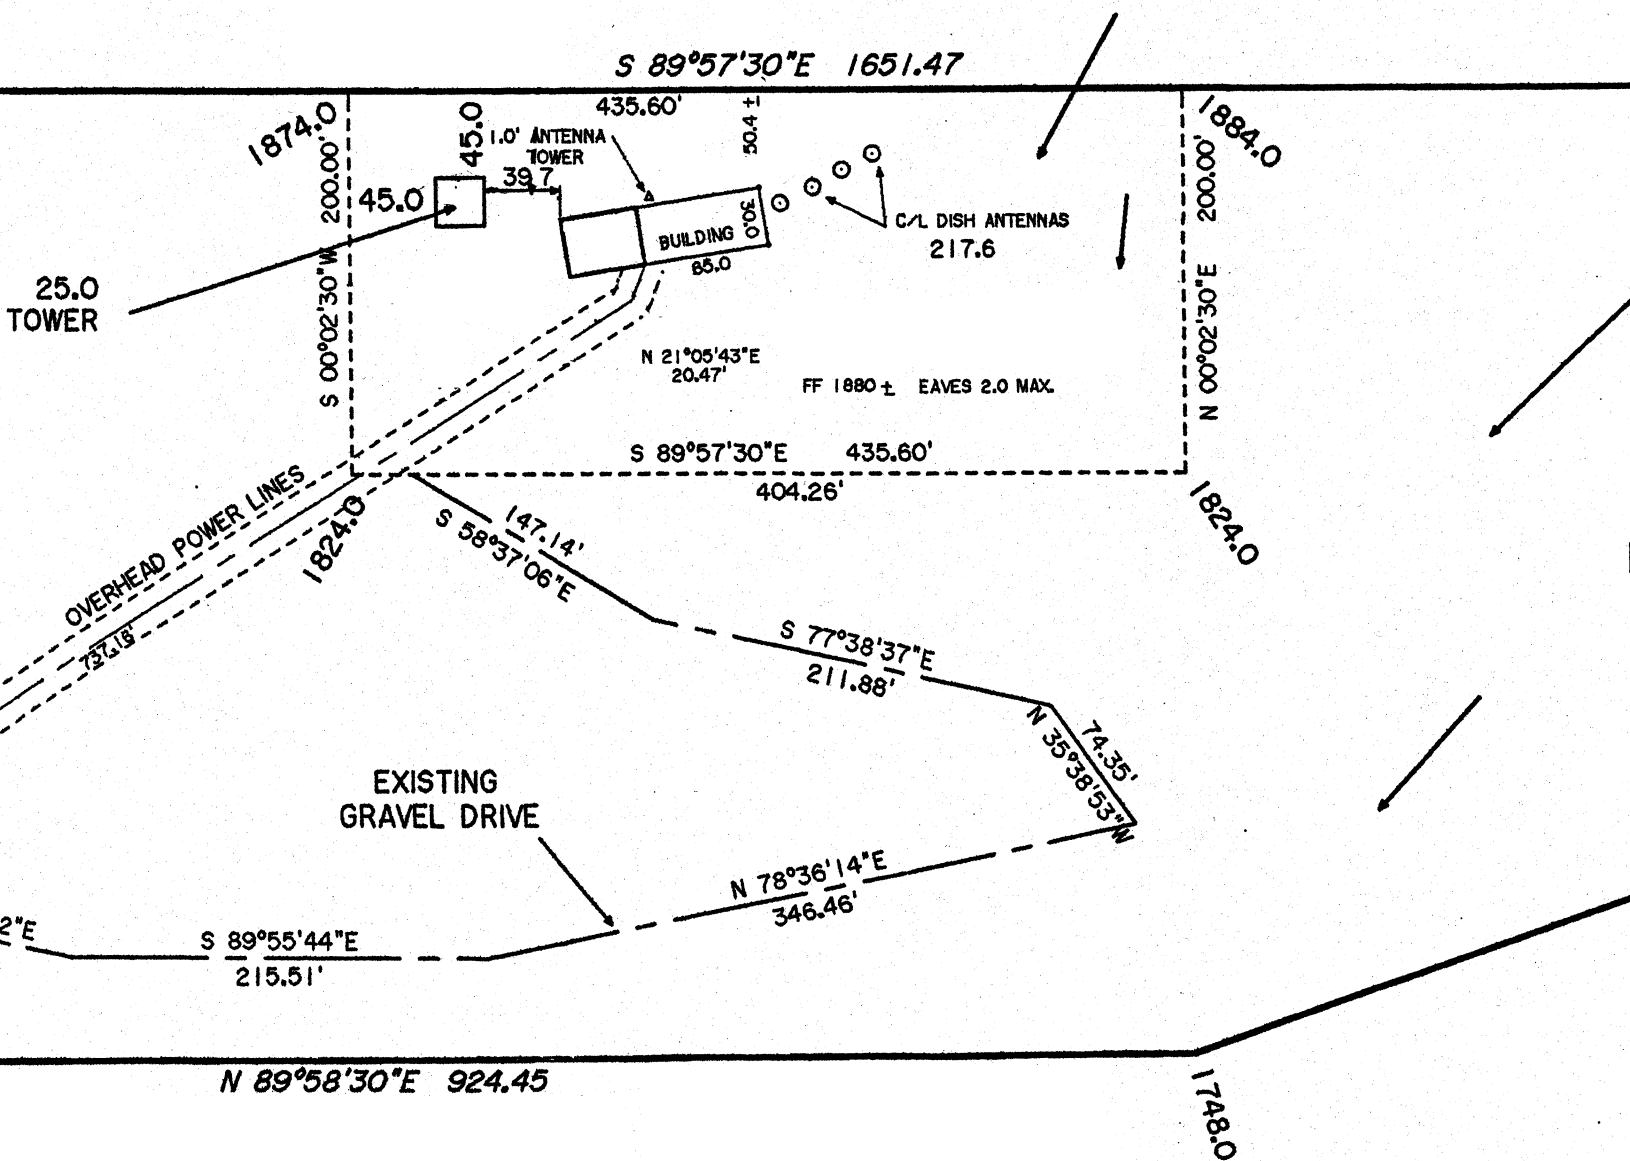 S 89°57'30"E 1651.47
435.60'
50.4 ±
1874.0
200.00'
S 00°02'30"W
45.0
1.0' ANTENNA
TOWER
39.7
45.0
25.0
TOWER
BUILDING
30.0
85.0
C/L DISH ANTENNAS
217.6
1884.0
200.00'
N 00°02'30"E
N 21°05'43"E
20.47'
FF 1880 ± EAVES 2.0 MAX.
S 89°57'30"E 435.60'
404.26'
OVERHEAD POWER LINES
737.18'
1824.0
1824.0
147.14'
S 58°37'06"E
S 77°38'37"E
211.88'
74.35'
N 35°38'53"W
EXISTING
GRAVEL DRIVE
N 78°36'14"E
346.46'
2"E
S 89°55'44"E
215.51'
N 89°58'30"E 924.45
1748.0